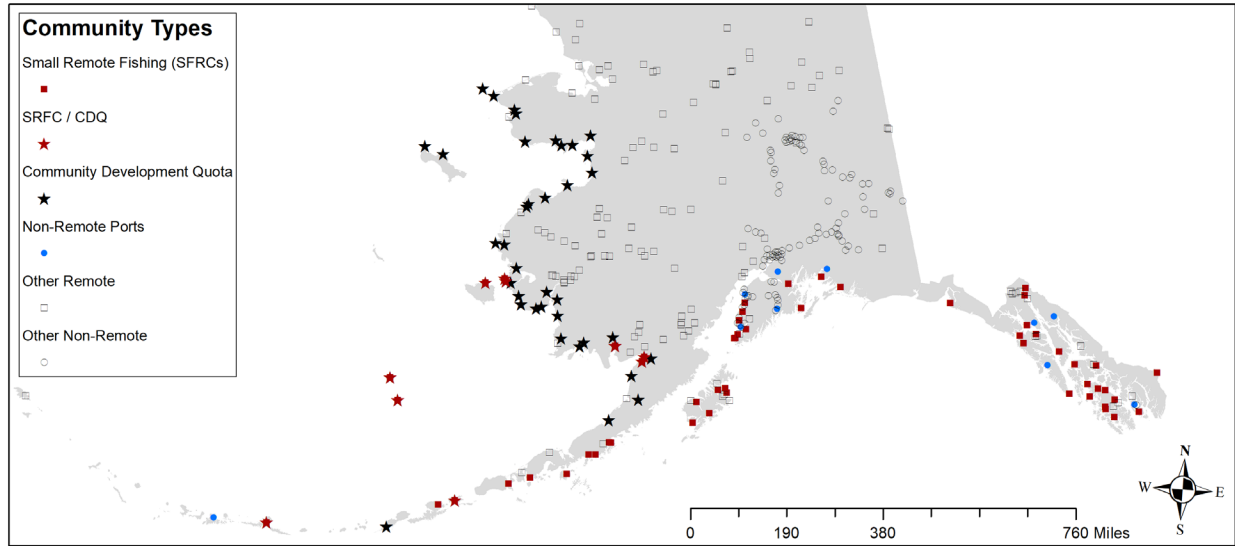 Community Types
Small Remote Fishing (SFRCs)
SRFC / CDQ
Community Development Quota
Non-Remote Ports
Other Remote
Other Non-Remote
N
W E
S
0 190 380 760 Miles